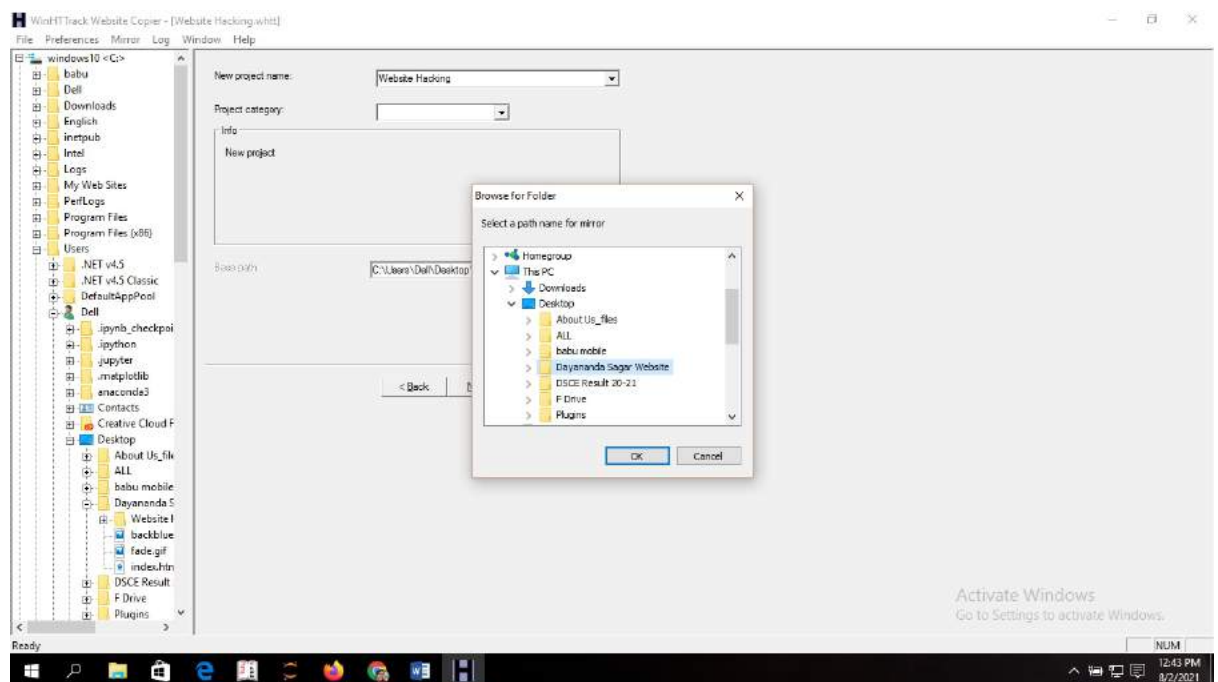 WinHTTrack Website Copier - [Website Hacking.whtt]
File Preferences Mirror Log Window Help
windows10 <C:>
babu
Dell
Downloads
English
inetpub
Intel
Logs
My Web Sites
PerfLogs
Program Files
Program Files (x86)
Users
.NET v4.5
.NET v4.5 Classic
DefaultAppPool
Dell
.ipynb_checkpoi
.ipython
.jupyter
.matplotlib
anaconda3
Contacts
Creative Cloud F
Desktop
About Us_file
ALL
babu mobile
Dayananda S
Website H
backblue
fade.gif
index.htn
DSCE Result
F Drive
Plugins
New project name:
Website Hacking
Project category:
Info
New project
Base path:
C:\Users\Dell\Desktop
< Back
Browse for Folder
Select a path name for mirror
Homegroup
This PC
Downloads
Desktop
About Us_files
ALL
babu mobile
Dayananda Sagar Website
DSCE Result 20-21
F Drive
Plugins
OK Cancel
Activate Windows
Go to Settings to activate Windows.
Ready
NUM
12:43 PM
8/2/2021